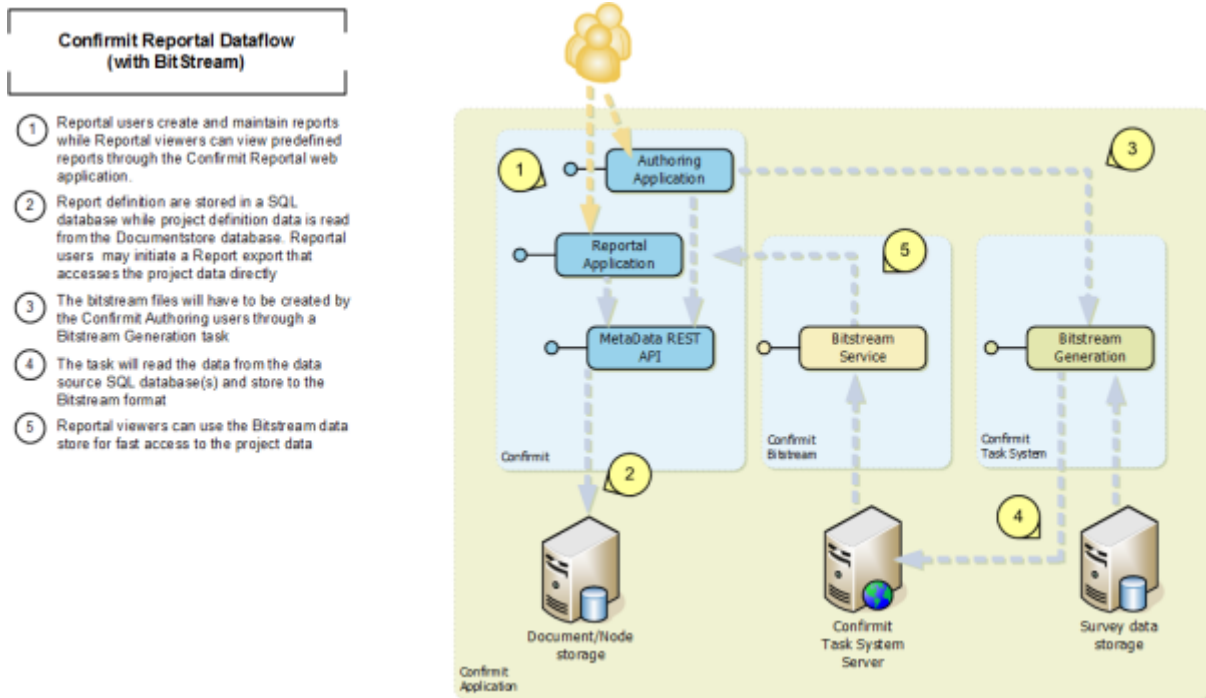 Confirmit Reportal Dataflow
(with BitStream)
1 Reportal users create and maintain reports
while Reportal viewers can view predefined
reports through the Confirmit Reportal web
application.
2 Report definition are stored in a SQL
database while project definition data is read
from the Documentstore database. Reportal
users may initiate a Report export that
accesses the project data directly
3 The bitstream files will have to be created by
the Confirmit Authoring users through a
Bitstream Generation task
4 The task will read the data from the data
source SQL database(s) and store to the
Bitstream format
5 Reportal viewers can use the Bitstream data
store for fast access to the project data
1
Authoring
Application
3
Reportal
Application
5
MetaData REST
API
Bitstream
Service
Bitstream
Generation
Confirmit
Confirmit
Bitstream
Confirmit
Task System
2
4
Document/Node
storage
Confirmit
Task System
Server
Survey data
storage
Confirmit
Application